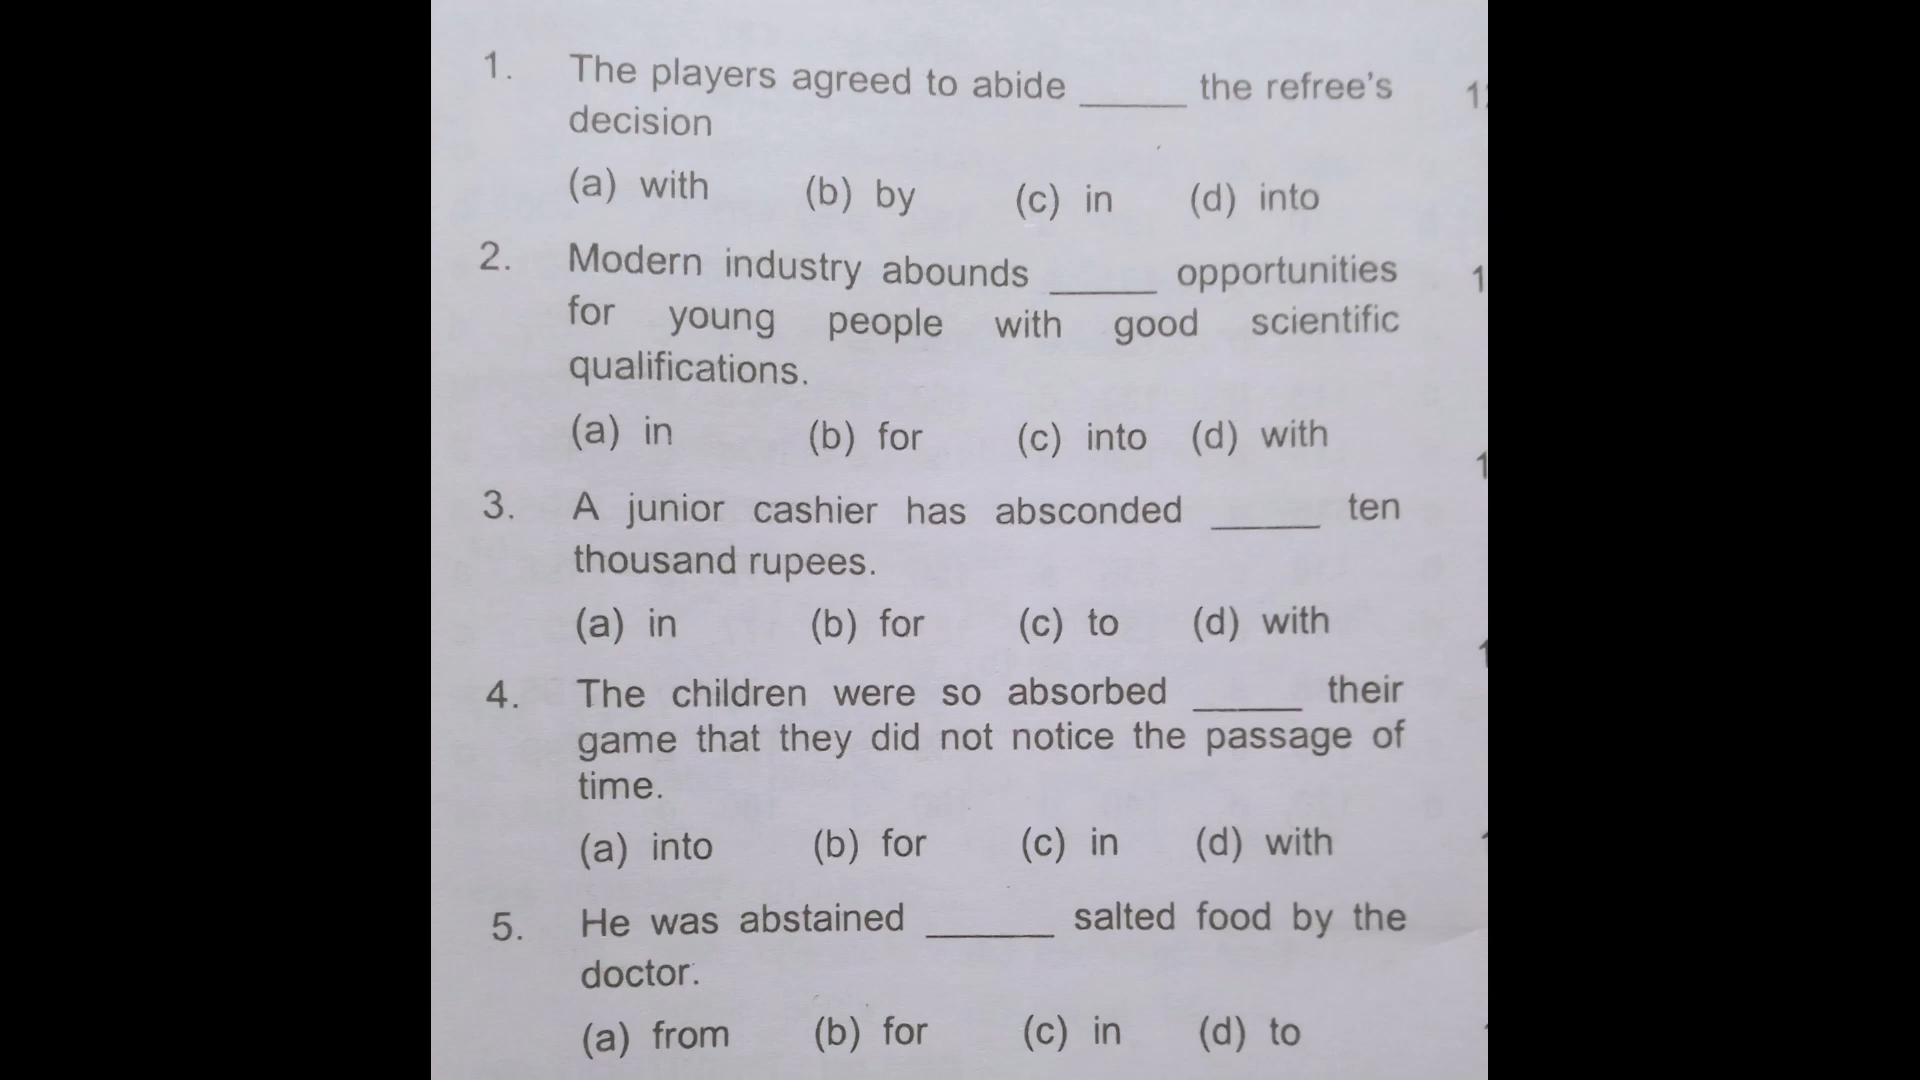 1. The players agreed to abide ______ the refree's
decision
(a) with (b) by (c) in (d) into
2. Modern industry abounds ______ opportunities
for young people with good scientific
qualifications.
(a) in (b) for (c) into (d) with
3. A junior cashier has absconded ______ ten
thousand rupees.
(a) in (b) for (c) to (d) with
4. The children were so absorbed ______ their
game that they did not notice the passage of
time.
(a) into (b) for (c) in (d) with
5. He was abstained ______ salted food by the
doctor.
(a) from (b) for (c) in (d) to